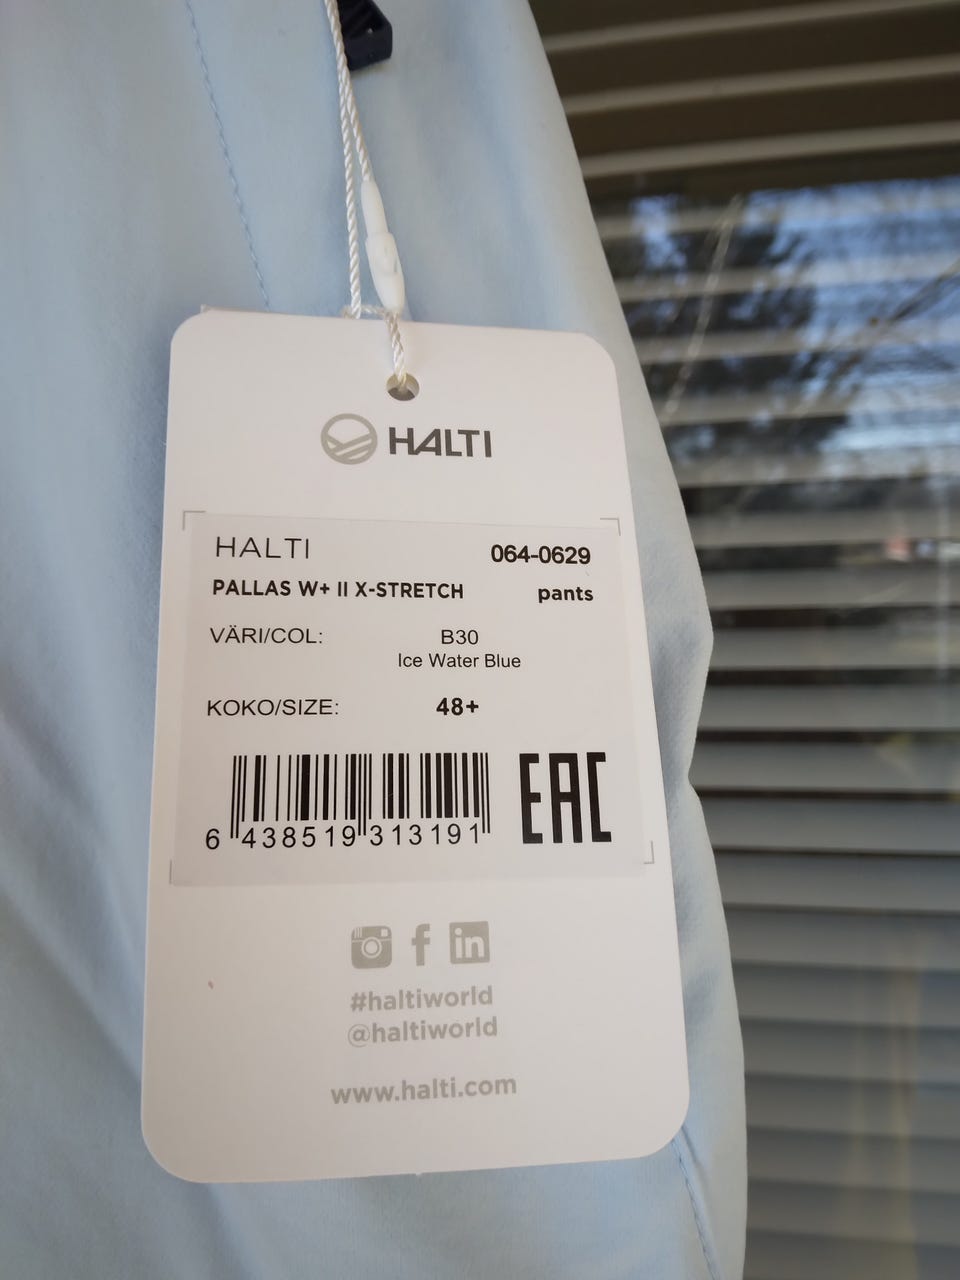 HALTI
HALTI 064-0629
PALLAS W+ II X-STRETCH pants
VÄRI/COL: B30
Ice Water Blue
KOKO/SIZE: 48+
6 438519 313191
EAC
#haltiworld
@haltiworld
www.halti.com